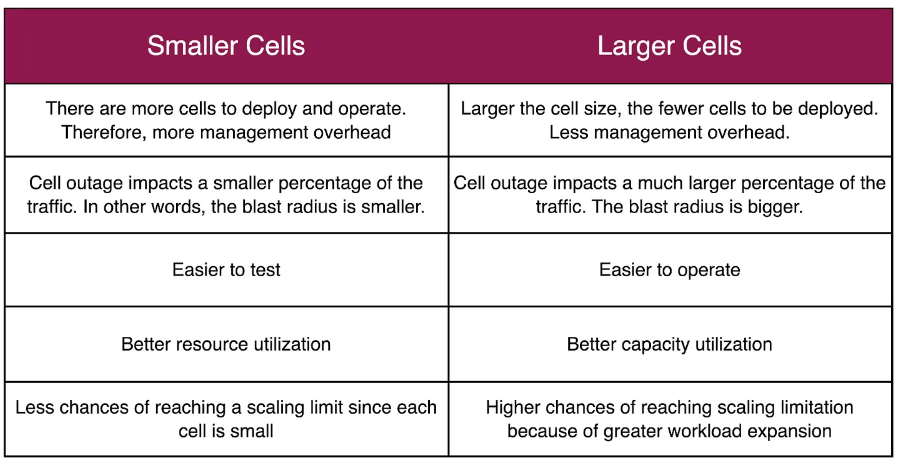 Smaller Cells
Larger Cells
There are more cells to deploy and operate.
Therefore, more management overhead
Larger the cell size, the fewer cells to be deployed.
Less management overhead.
Cell outage impacts a smaller percentage of the
traffic. In other words, the blast radius is smaller.
Cell outage impacts a much larger percentage of the
traffic. The blast radius is bigger.
Easier to test
Easier to operate
Better resource utilization
Better capacity utilization
Less chances of reaching a scaling limit since each
cell is small
Higher chances of reaching scaling limitation
because of greater workload expansion